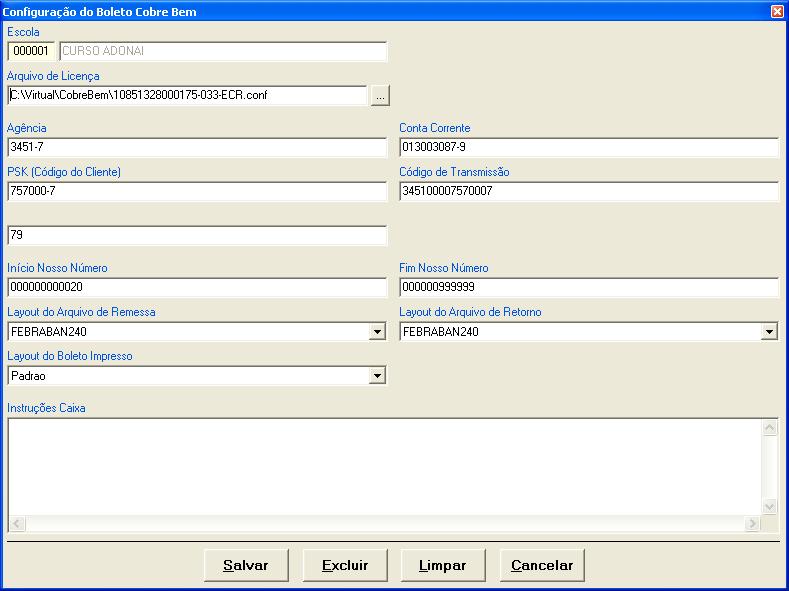 Configuração do Boleto Cobre Bem
Escola
000001 CURSO ADONAI
Arquivo de Licença
C:\Virtual\CobreBem\10851328000175-033-ECR.conf ...
Agência Conta Corrente
3451-7 013003087-9
PSK (Código do Cliente) Código de Transmissão
757000-7 345100007570007
79
Início Nosso Número Fim Nosso Número
000000000020 000000999999
Layout do Arquivo de Remessa Layout do Arquivo de Retorno
FEBRABAN240 FEBRABAN240
Layout do Boleto Impresso
Padrao
Instruções Caixa
Salvar Excluir Limpar Cancelar